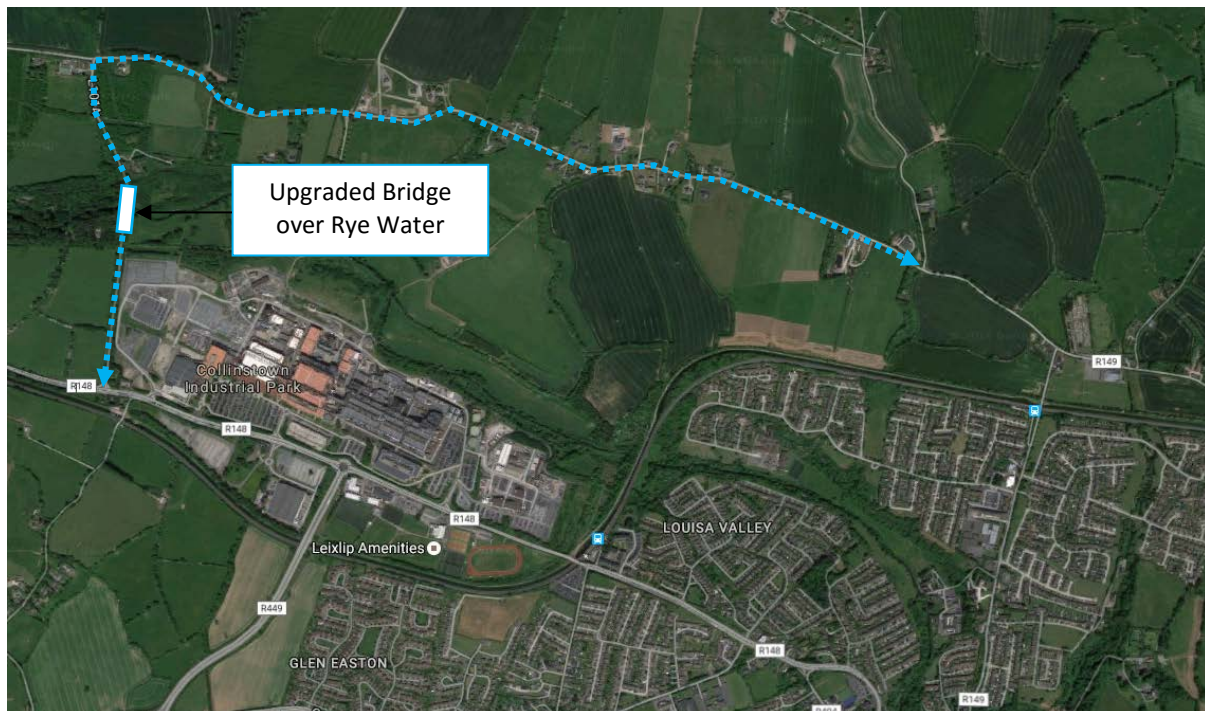 Upgraded Bridge
over Rye Water
Collinstown
Industrial Park
R148
R148
R149
R148
LOUISA VALLEY
Leixlip Amenities
R449
GLEN EASTON
R148
R149